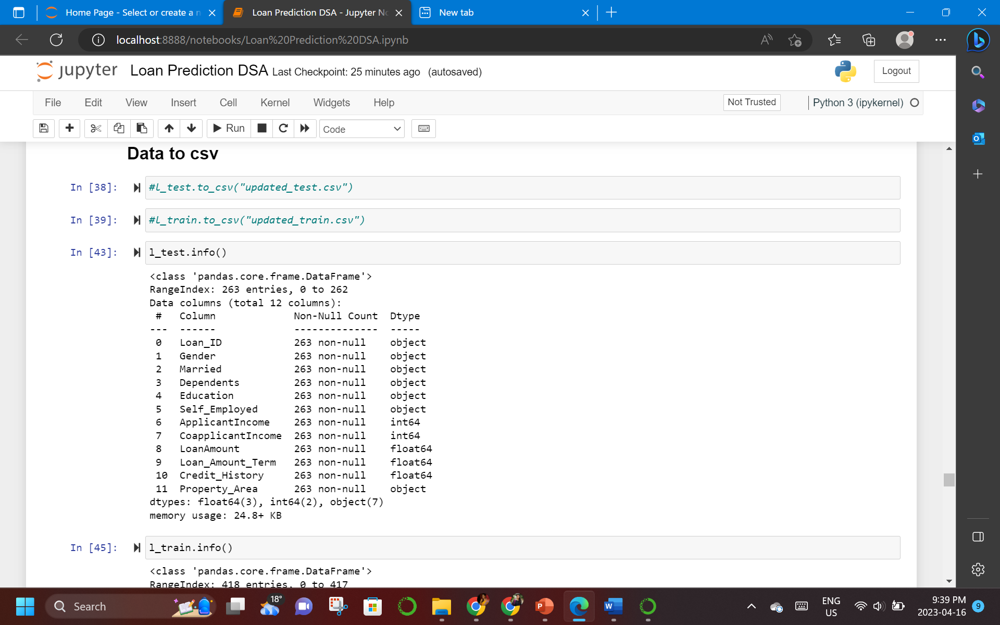 Home Page - Select or create a n
Loan Prediction DSA - Jupyter No
New tab
localhost:8888/notebooks/Loan%20Prediction%20DSA.ipynb
jupyter Loan Prediction DSA Last Checkpoint: 25 minutes ago (autosaved)
Logout
File Edit View Insert Cell Kernel Widgets Help
Not Trusted
Python 3 (ipykernel)
Run
Code
Data to csv
In [38]: #l_test.to_csv("updated_test.csv")
In [39]: #l_train.to_csv("updated_train.csv")
In [43]: l_test.info()
<class 'pandas.core.frame.DataFrame'>
RangeIndex: 263 entries, 0 to 262
Data columns (total 12 columns):
# Column Non-Null Count Dtype
--- ------ -------------- -----
0 Loan_ID 263 non-null object
1 Gender 263 non-null object
2 Married 263 non-null object
3 Dependents 263 non-null object
4 Education 263 non-null object
5 Self_Employed 263 non-null object
6 ApplicantIncome 263 non-null int64
7 CoapplicantIncome 263 non-null int64
8 LoanAmount 263 non-null float64
9 Loan_Amount_Term 263 non-null float64
10 Credit_History 263 non-null float64
11 Property_Area 263 non-null object
dtypes: float64(3), int64(2), object(7)
memory usage: 24.8+ KB
In [45]: l_train.info()
<class 'pandas.core.frame.DataFrame'>
RangeIndex: 418 entries, 0 to 417
Search
18°
ENG
US
9:39 PM
2023-04-16
9